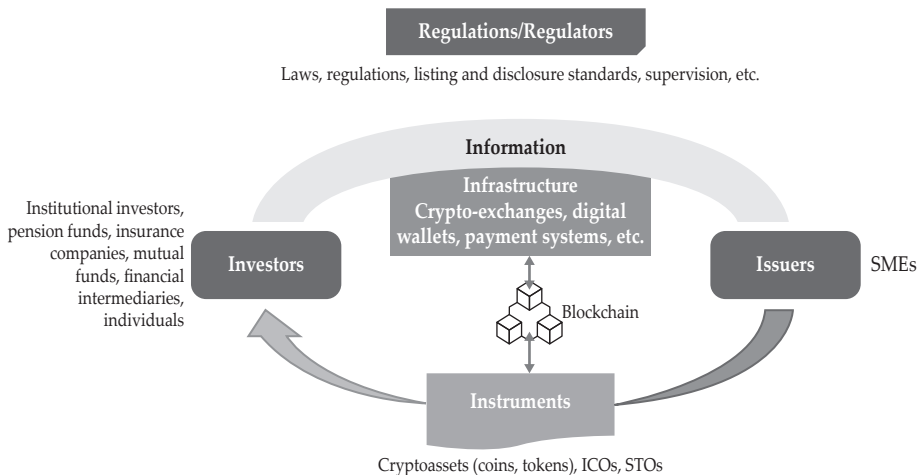 Regulations/Regulators
Laws, regulations, listing and disclosure standards, supervision, etc.
Information
Infrastructure
Crypto-exchanges, digital
wallets, payment systems, etc.
Institutional investors,
pension funds, insurance
companies, mutual
funds, financial
intermediaries,
individuals
Investors
Issuers
SMEs
Blockchain
Instruments
Cryptoassets (coins, tokens), ICOs, STOs